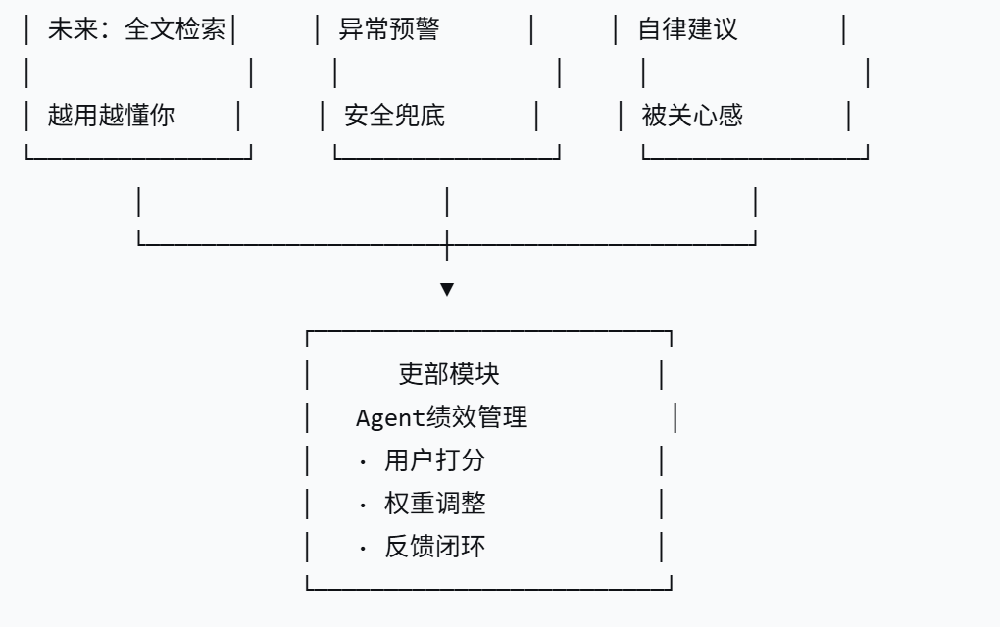 │ 未来：全文检索│     │ 异常预警      │     │ 自律建议       │
│               │     │               │     │               │
│ 越用越懂你    │     │ 安全兜底      │     │ 被关心感       │
└───────────────┘     └───────────────┘     └───────────────┘
│                     │                     │
└─────────────────────┼─────────────────────┘
▼
┌─────────────────────────┐
│      吏部模块           │
│   Agent绩效管理          │
│   · 用户打分            │
│   · 权重调整            │
│   · 反馈闭环            │
└─────────────────────────┘